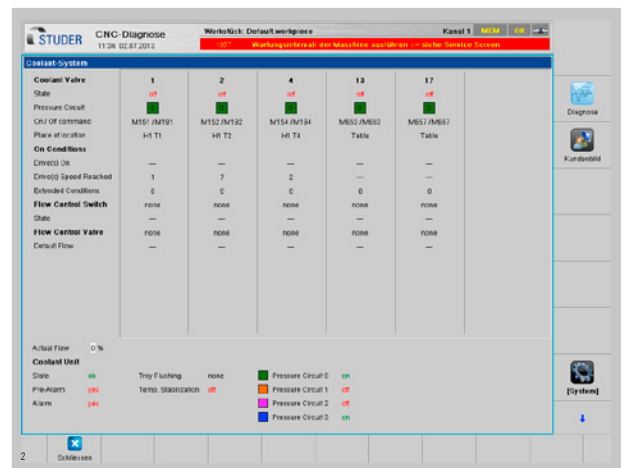 STUDER CNC-Diagnose Werkstück: Default.workpiece Kanal 1 MEM OK
11:36 02.07.2013 1057 Wartungsintervall der Maschine ausführen --> siehe Service Screen
Coolant-System
Coolant Valve 1 2 4 13 17
State off off off off off
Pressure Circuit 0 0 0 0 0
On / Off command M151 /M191 M152 /M192 M154 /M194 M653 /M663 M657 /M667
Place of location H1 T1 H1 T2 H1 T4 Table Table
On Conditions
Drive(s) On — — — — —
Drive(s) Speed Reached 1 7 2 — —
Extended Conditions 0 0 0 0 0
Flow Control Switch none none none none none
State — — — — —
Flow Control Valve none none none none none
Default Flow — — — — —
Actual Flow 0 %
Coolant Unit
State ok Tray Flushing none Pressure Circuit 0 on
Pre-Alarm yes Temp. Stabilization off Pressure Circuit 1 off
Alarm yes Pressure Circuit 2 off
Pressure Circuit 3 on
Diagnose
Kundenbild
[System]
2 Schliessen